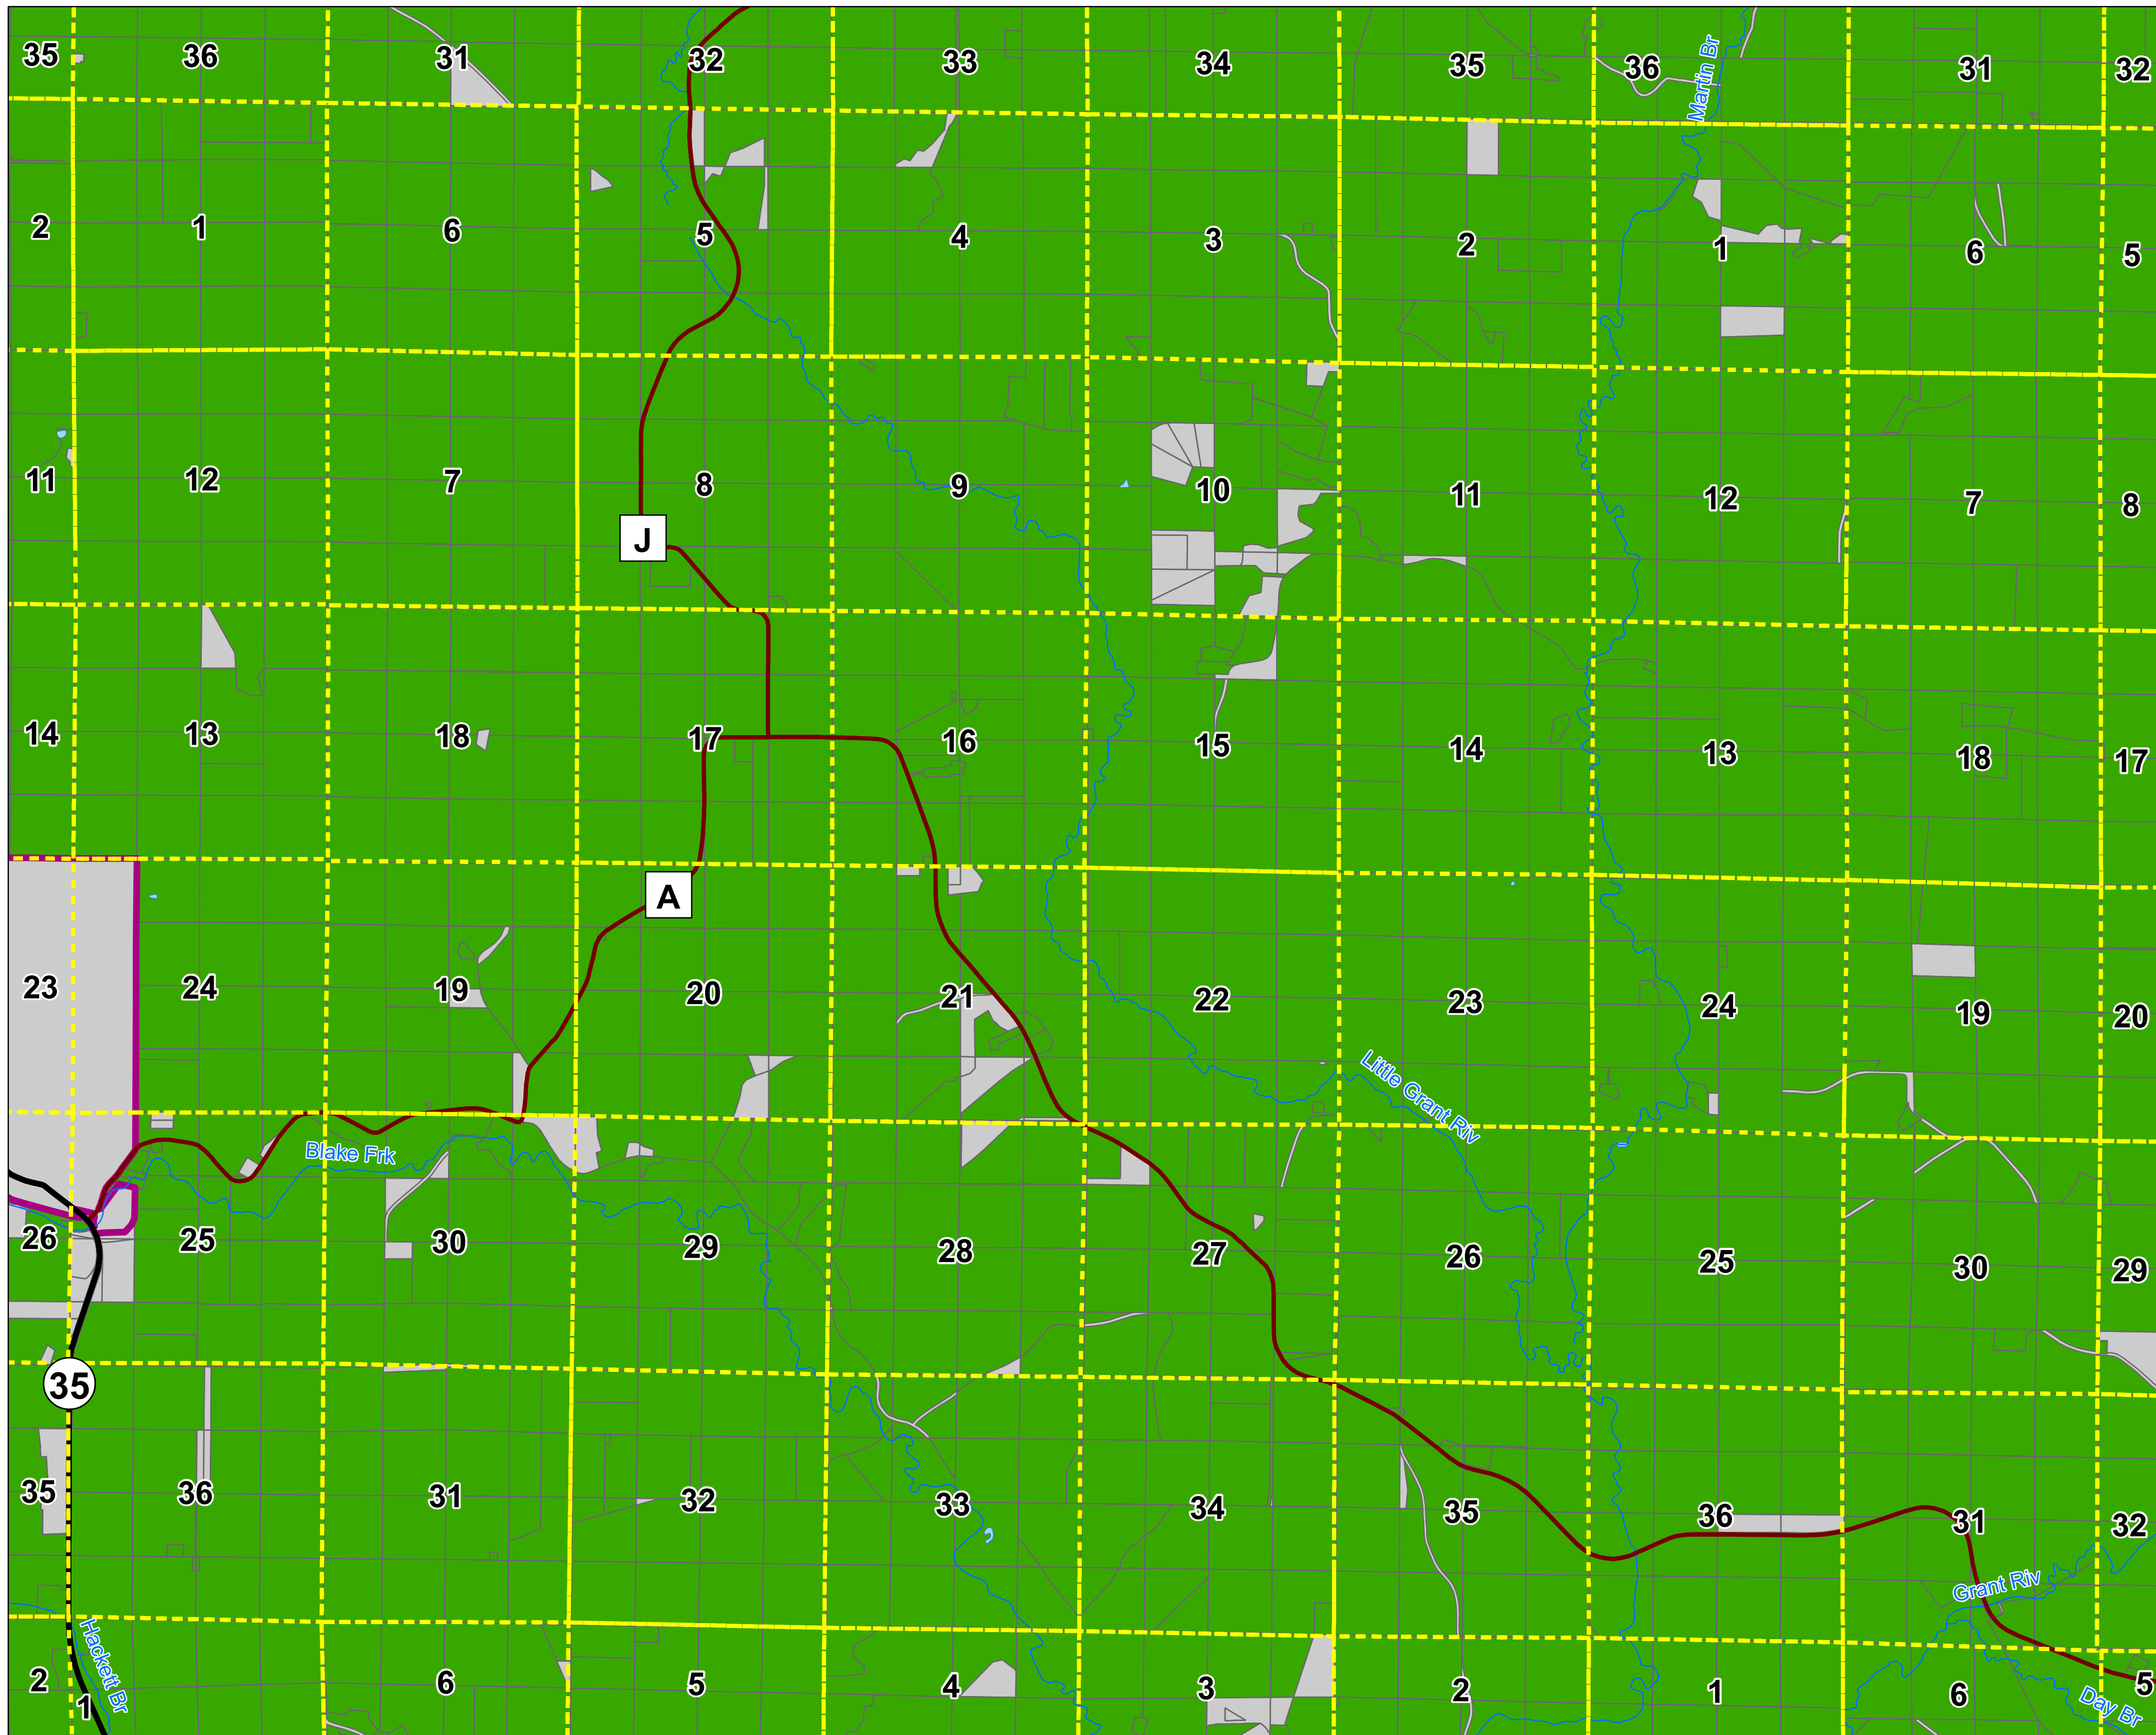 35 36 31 32 33 34 35 36 Martin Br 31 32
2 1 6 5 4 3 2 1 6 5
11 12 7 8 9 10 11 12 7 8
J
14 13 18 17 16 15 14 13 18 17
A
23 24 19 20 21 22 23 24 19 20
Little Grant Riv
Blake Frk
26 25 30 29 28 27 26 25 30 29
35
35 36 31 32 33 34 35 36 31 32
Grant Riv
Hackett Br
2 1 6 5 4 3 2 1 6 5
Day Br